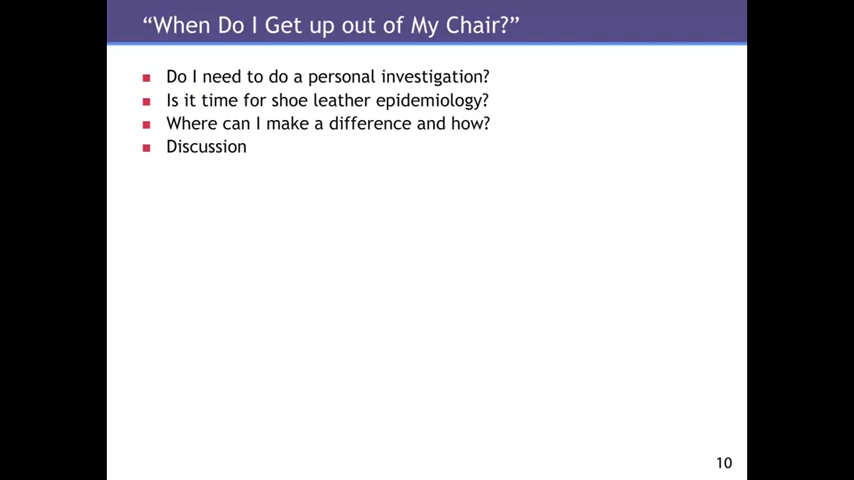 “When Do I Get up out of My Chair?”
Do I need to do a personal investigation?
Is it time for shoe leather epidemiology?
Where can I make a difference and how?
Discussion
10